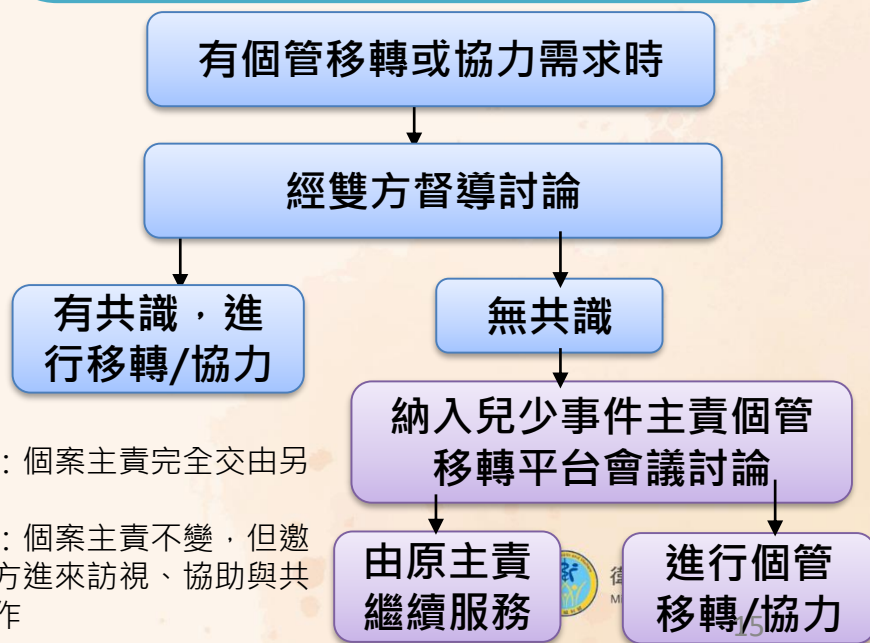 有個管移轉或協力需求時
經雙方督導討論
有共識，進
行移轉/協力
無共識
納入兒少事件主責個管
移轉平台會議討論
：個案主責完全交由另
：個案主責不變，但邀
方進來訪視、協助與共
作
由原主責
繼續服務
進行個管
移轉/協力
15